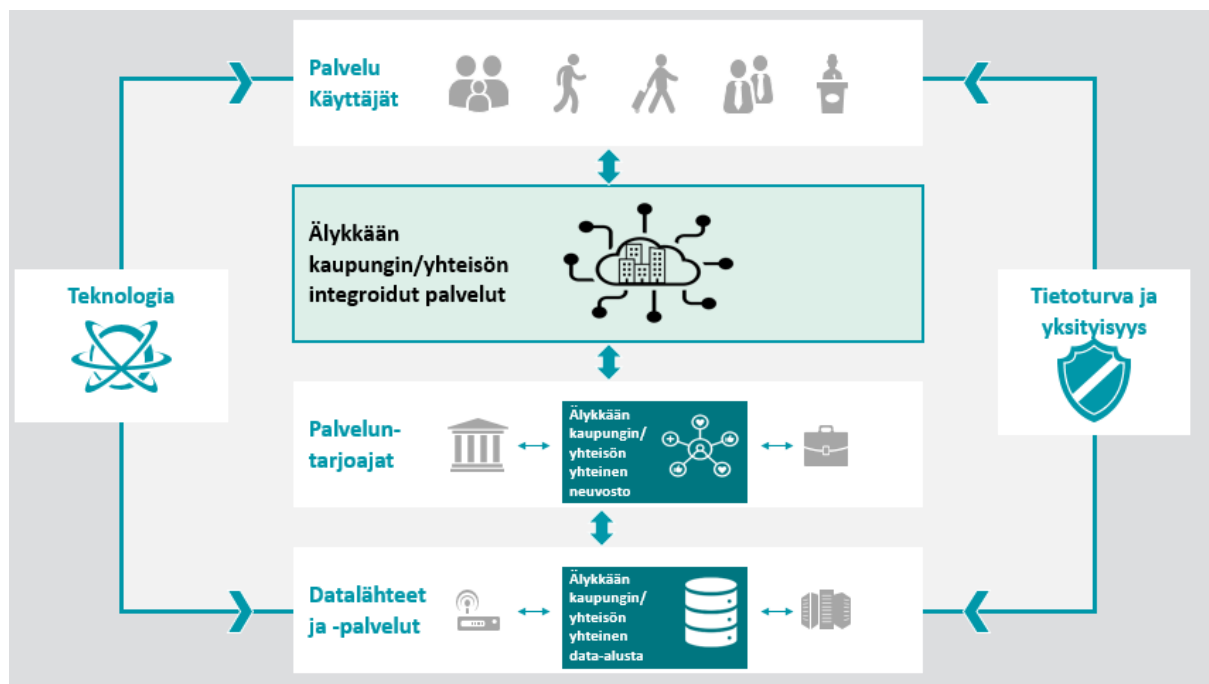 Palvelu
Käyttäjät
Älykkään
kaupungin/yhteisön
integroidut palvelut
Teknologia
Tietoturva ja
yksityisyys
Palvelun-
tarjoajat
Älykkään
kaupungin/
yhteisön
yhteinen
neuvosto
Datalähteet
ja -palvelut
Älykkään
kaupungin/
yhteisön
yhteinen
data-alusta